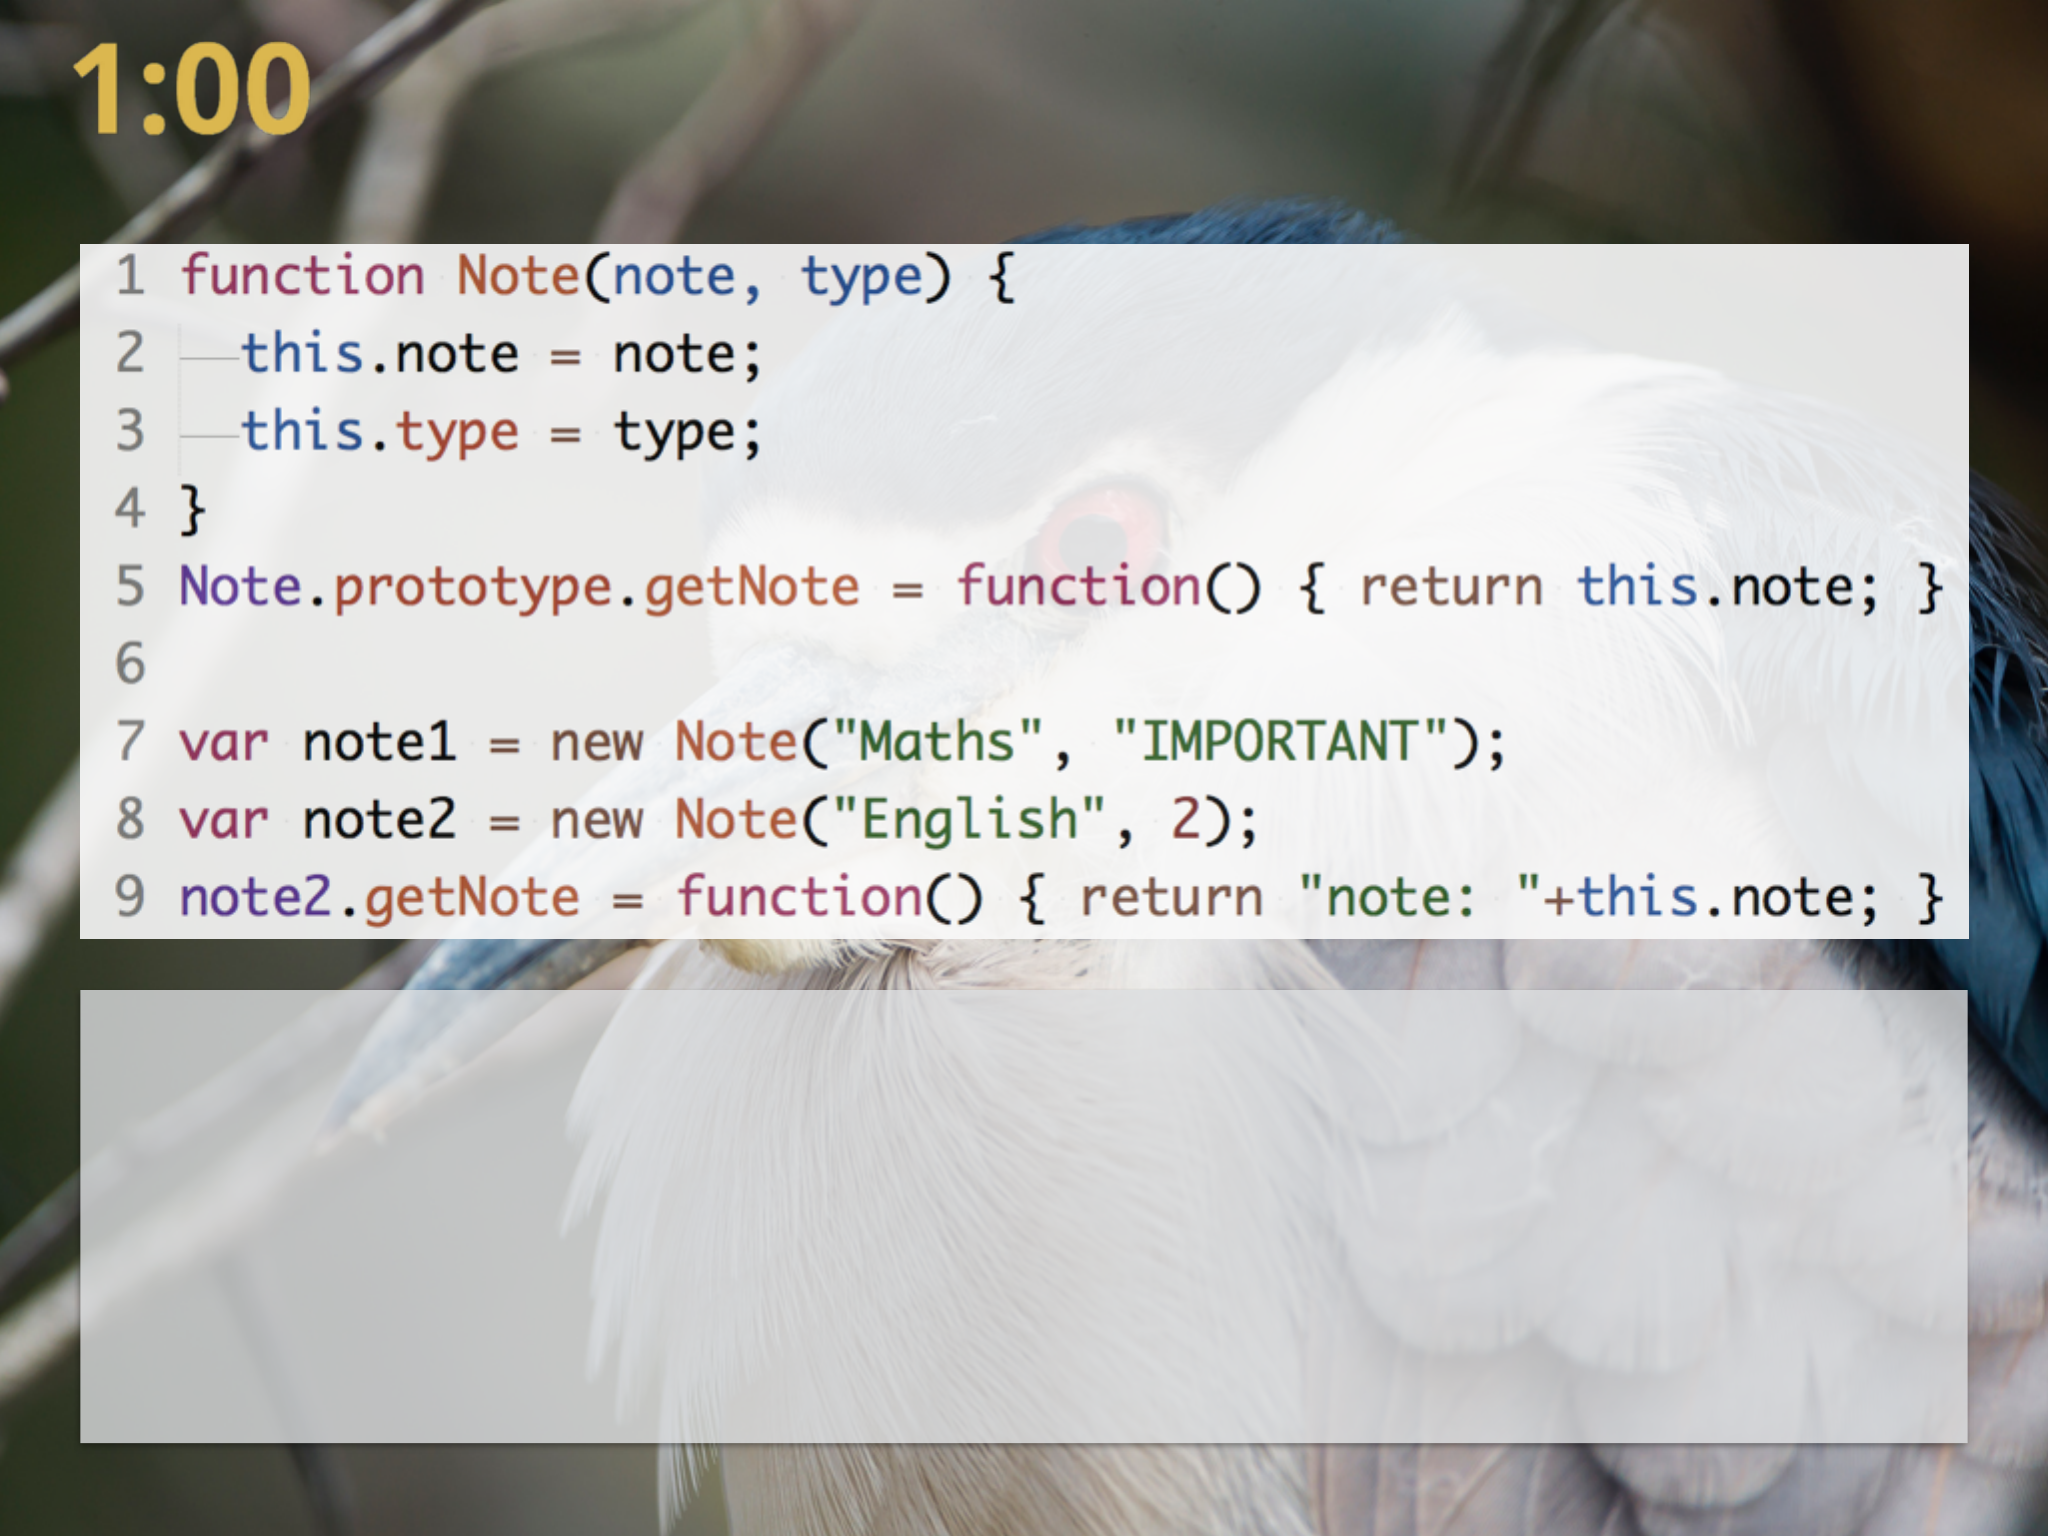 1:00
1 function Note(note, type) {
2 this.note = note;
3 this.type = type;
4 }
5 Note.prototype.getNote = function() { return this.note; }
6
7 var note1 = new Note("Maths", "IMPORTANT");
8 var note2 = new Note("English", 2);
9 note2.getNote = function() { return "note: "+this.note; }